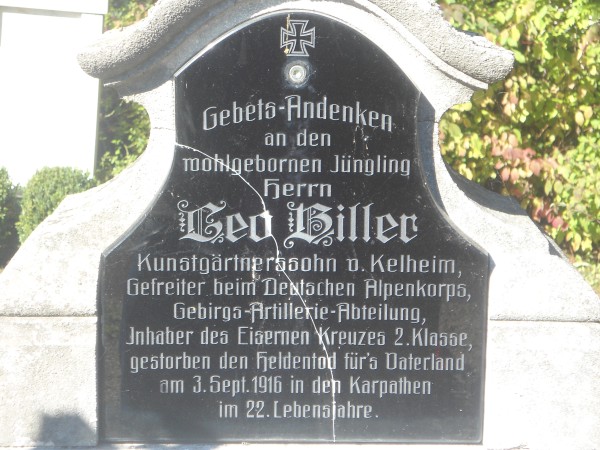 Gebets-Andenken
an den
wohlgebornen Jüngling
Herrn
Geo Biller
Kunstgärtnerssohn v. Kelheim,
Gefreiter beim Deutschen Alpenkorps,
Gebirgs-Artillerie-Abteilung,
Jnhaber des Eisernen Kreuzes 2. Klasse,
gestorben den Heldentod für's Vaterland
am 3. Sept. 1916 in den Karpathen
im 22. Lebensjahre.